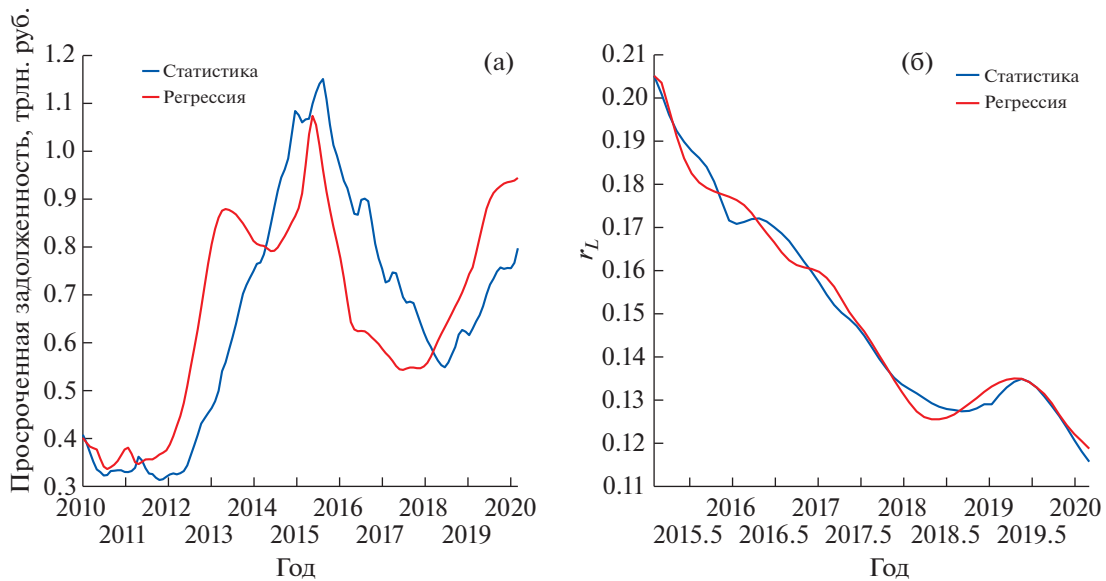 Просроченная задолженность, трлн. руб.
(а)
Статистика
Регрессия
1.2
1.1
1.0
0.9
0.8
0.7
0.6
0.5
0.4
0.3
2010 2012 2014 2015 2018 2020
2011 2013 2016 2017 2019
Год
(б)
Статистика
Регрессия
r_L
0.21
0.20
0.19
0.18
0.17
0.16
0.15
0.14
0.13
0.12
0.11
2016 2017 2018 2019 2020
2015.5 2016.5 2017.5 2018.5 2019.5
Год